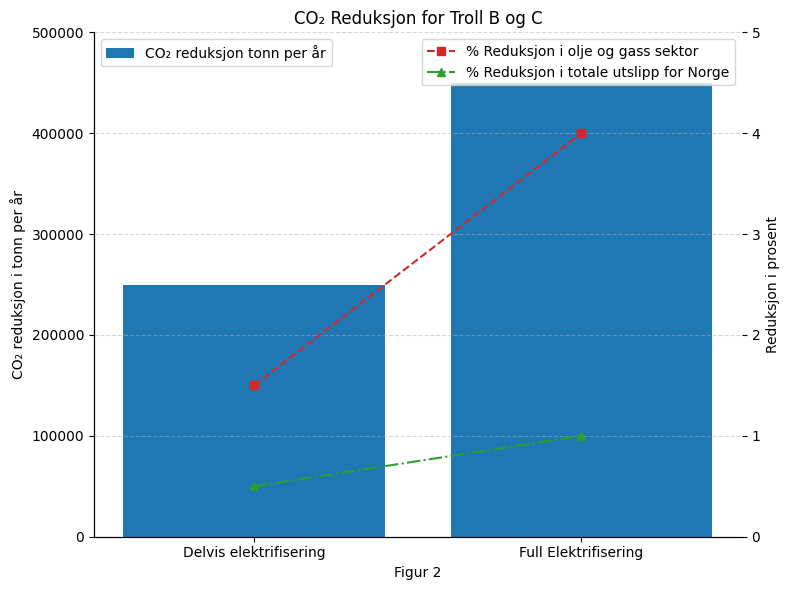 CO₂ Reduksjon for Troll B og C
CO₂ reduksjon tonn per år
% Reduksjon i olje og gass sektor
% Reduksjon i totale utslipp for Norge
500000
400000
300000
200000
100000
0
CO₂ reduksjon i tonn per år
5
4
3
2
1
0
Reduksjon i prosent
Delvis elektrifisering
Full Elektrifisering
Figur 2